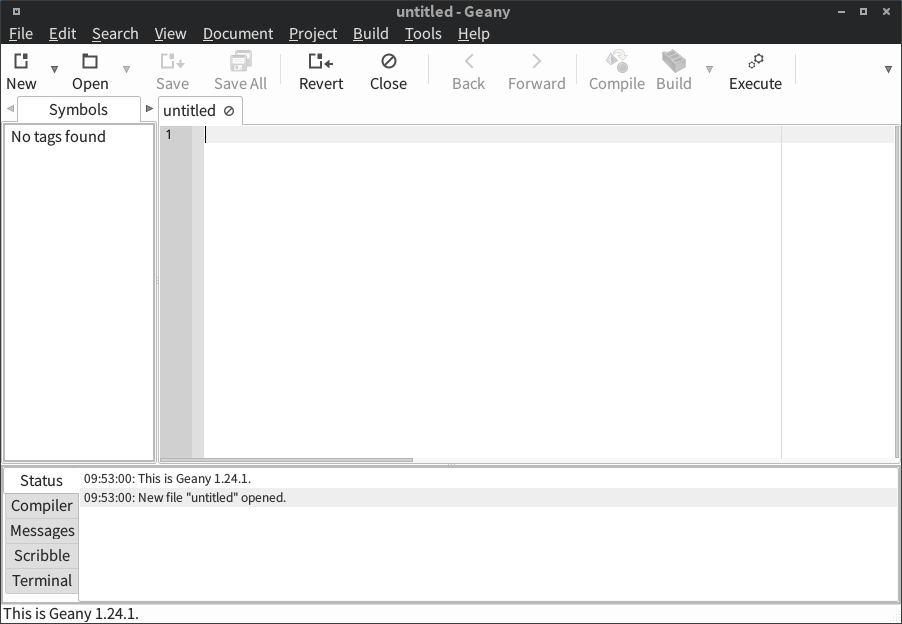 untitled - Geany
File Edit Search View Document Project Build Tools Help
New Open Save Save All Revert Close Back Forward Compile Build Execute
Symbols untitled
No tags found
1
Status
Compiler
Messages
Scribble
Terminal
09:53:00: This is Geany 1.24.1.
09:53:00: New file "untitled" opened.
This is Geany 1.24.1.